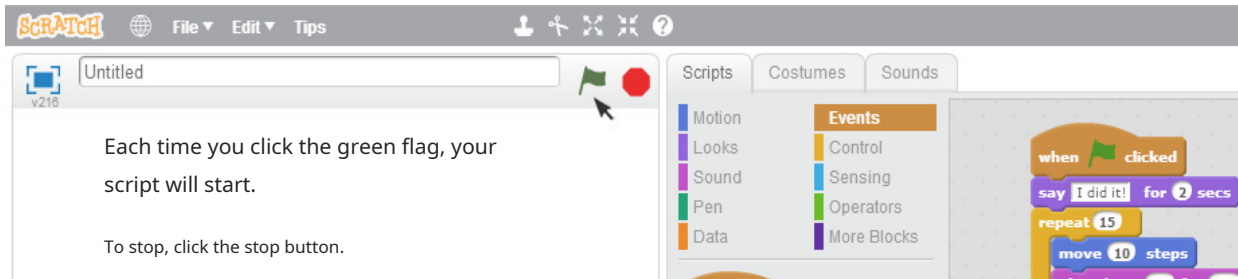 SCRATCH File Edit Tips
Untitled
v216
Each time you click the green flag, your
script will start.
To stop, click the stop button.
Scripts Costumes Sounds
Motion Events
Looks Control
Sound Sensing
Pen Operators
Data More Blocks
when clicked
say I did it! for 2 secs
repeat 15
move 10 steps